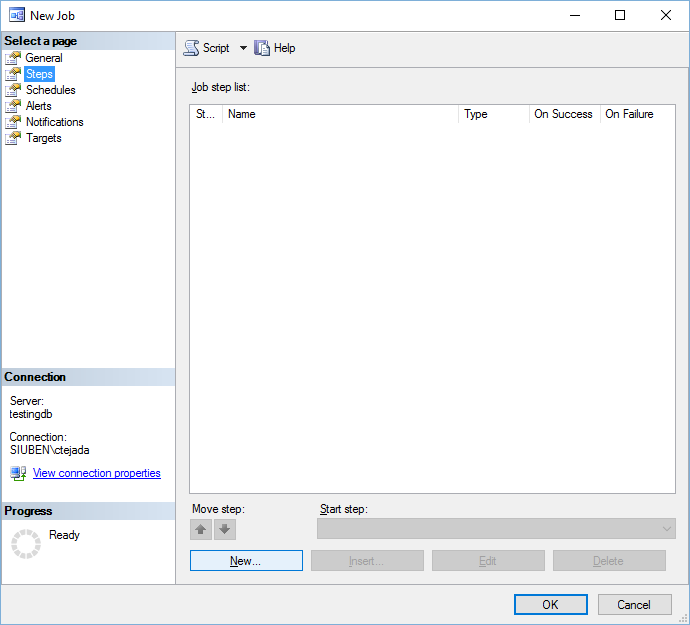 New Job
Select a page
General
Steps
Schedules
Alerts
Notifications
Targets
Script
Help
Job step list:
St... Name Type On Success On Failure
Connection
Server:
testingdb
Connection:
SIUBEN\ctejada
View connection properties
Progress
Ready
Move step:
Start step:
New...
Insert...
Edit
Delete
OK
Cancel